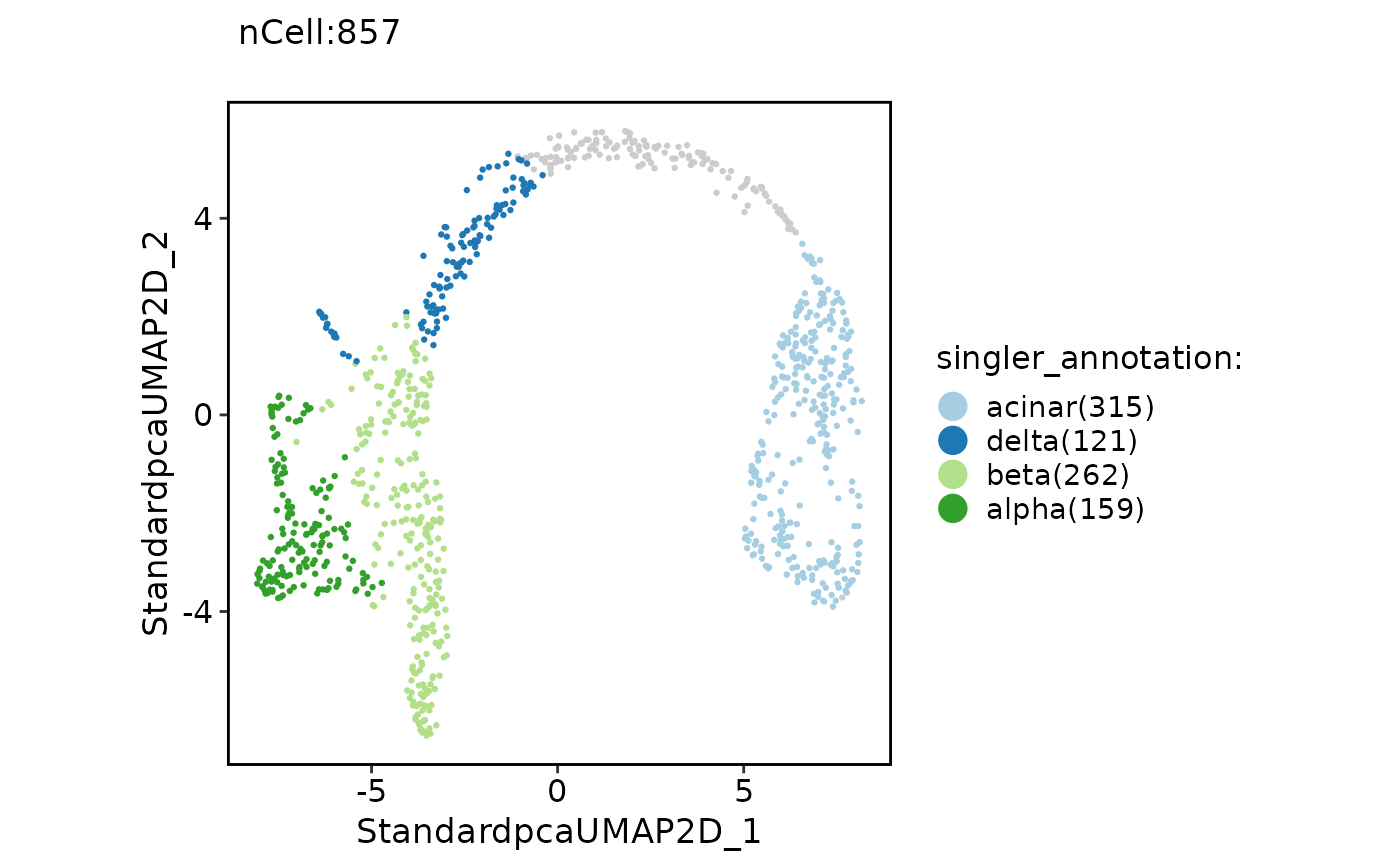 nCell:857
StandardpcaUMAP2D_2
4
0
-4
-5
0
5
StandardpcaUMAP2D_1
singler_annotation:
acinar(315)
delta(121)
beta(262)
alpha(159)